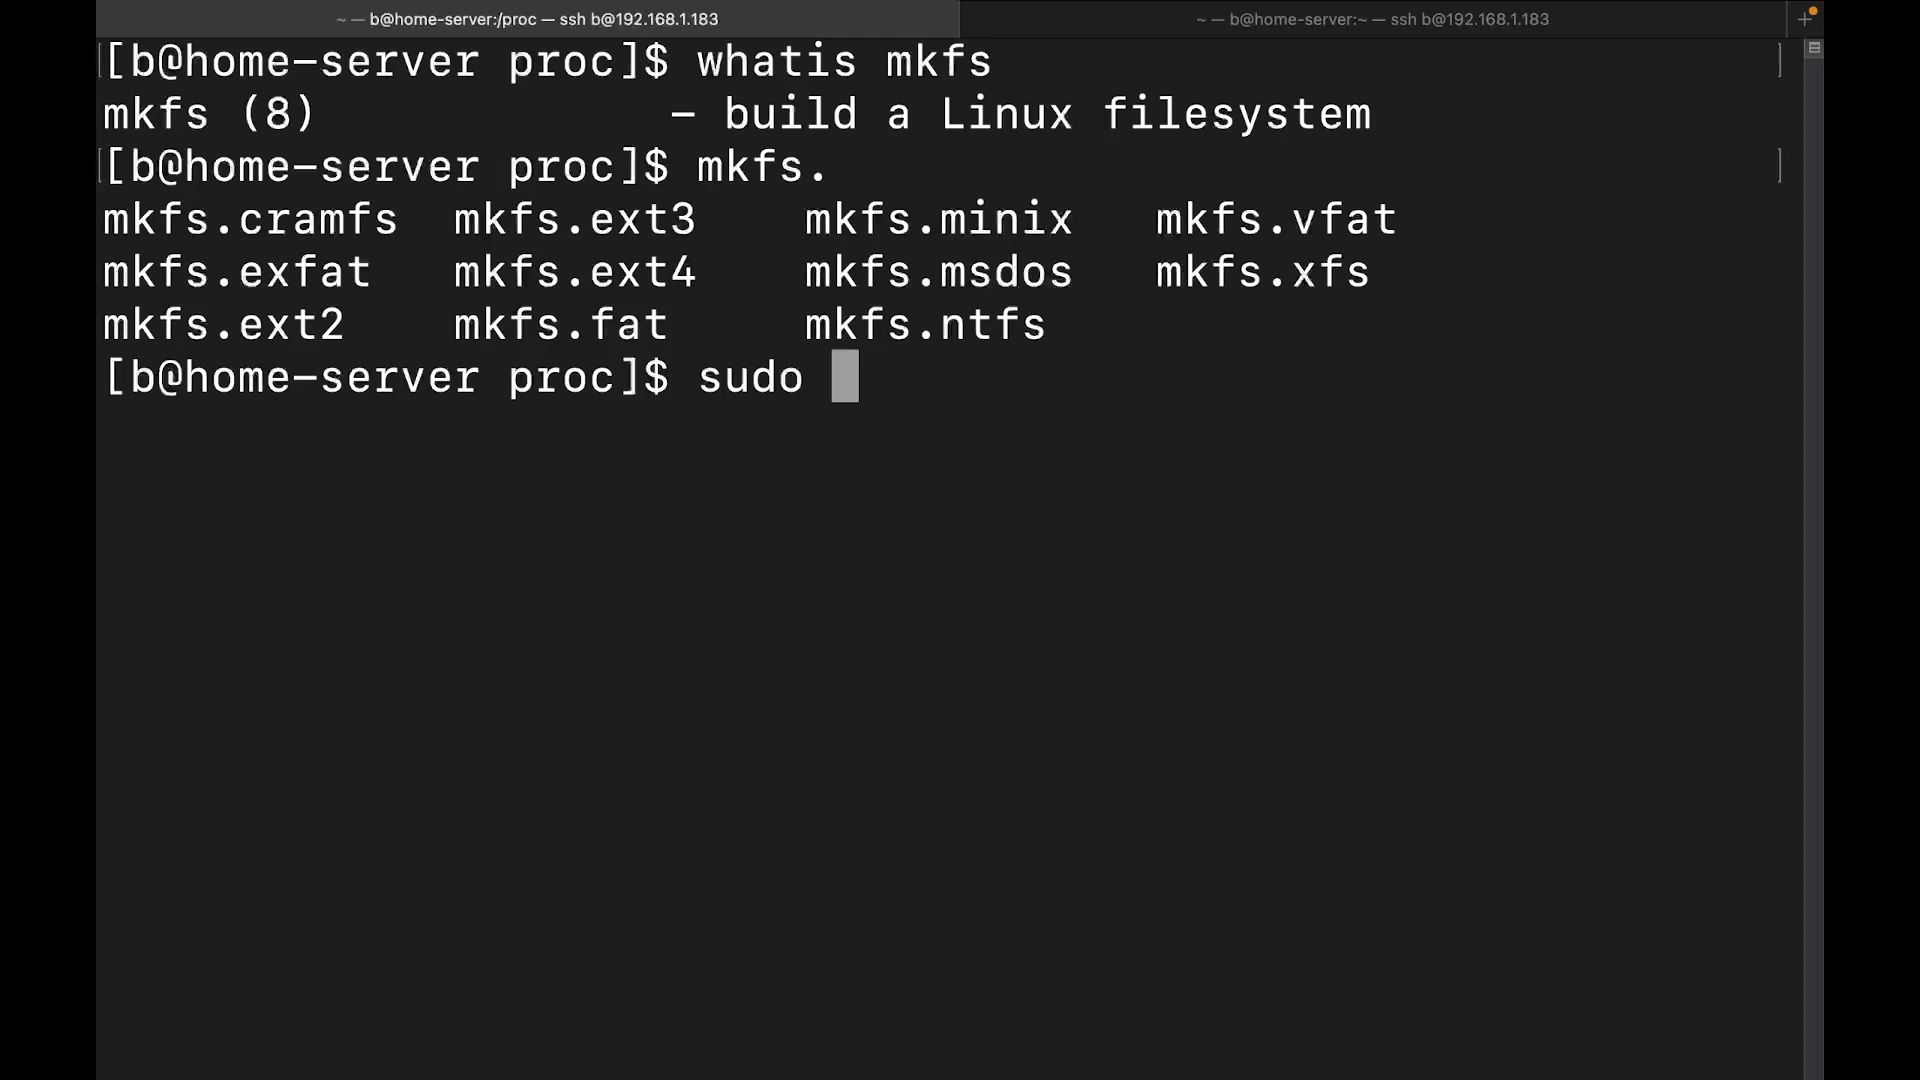 ~ — b@home-server:/proc — ssh b@192.168.1.183
~ — b@home-server:~ — ssh b@192.168.1.183
[b@home-server proc]$ whatis mkfs
mkfs (8)             - build a Linux filesystem
[b@home-server proc]$ mkfs.
mkfs.cramfs  mkfs.ext3    mkfs.minix   mkfs.vfat
mkfs.exfat   mkfs.ext4    mkfs.msdos   mkfs.xfs
mkfs.ext2    mkfs.fat     mkfs.ntfs
[b@home-server proc]$ sudo